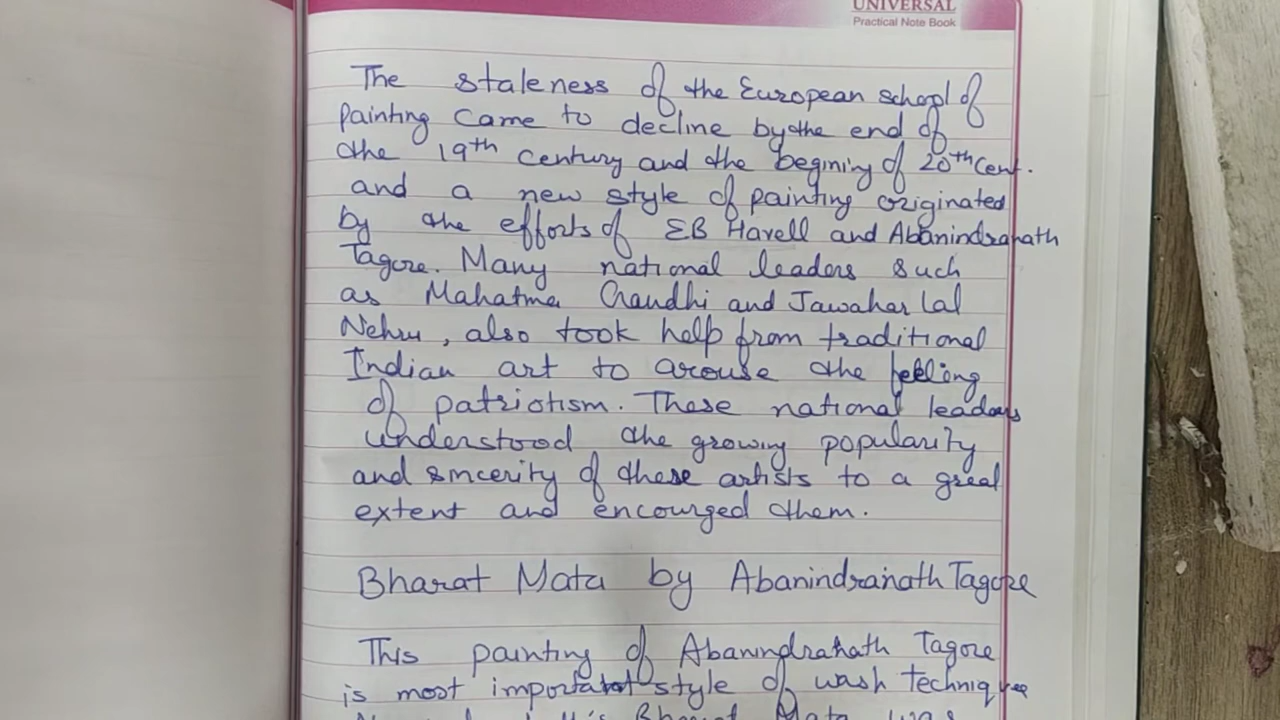 UNIVERSAL
Practical Note Book
The staleness of the European school of
painting came to decline by the end of
the 19th century and the begining of 20th cent.
and a new style of painting originated
by the efforts of EB Havell and Abanindranath
Tagore. Many national leaders such
as Mahatma Ghandhi and Jawahar lal
Nehru, also took help from traditional
Indian art to arouse the feeling
of patriotism. These national leaders
understood the growing popularity
and sincerity of these artists to a great
extent and encourged them.
Bharat Mata by Abanindranath Tagore
This painting of Abanindranath Tagore
is most important style of wash technique
Bharat Mata was